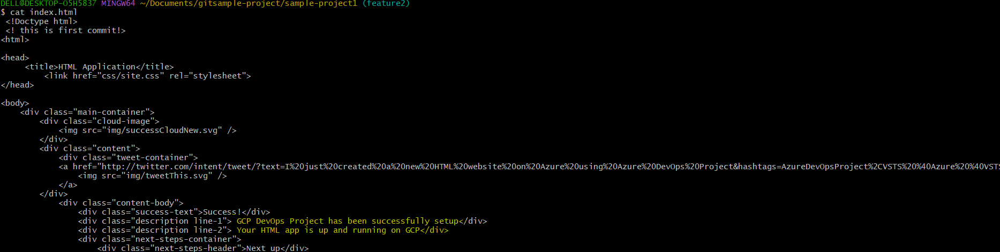 DELL@DESKTOP-O5H5837 MINGW64 ~/Documents/gitsample-project/sample-project1 (feature2)
$ cat index.html
<!Doctype html>
<! this is first commit!>
<html>
<head>
<title>HTML Application</title>
<link href="css/site.css" rel="stylesheet">
</head>
<body>
<div class="main-container">
<div class="cloud-image">
<img src="img/successCloudNew.svg" />
</div>
<div class="content">
<div class="tweet-container">
<a href="http://twitter.com/intent/tweet/?text=I%20just%20created%20a%20new%20HTML%20website%20on%20Azure%20using%20Azure%20DevOps%20Project&hashtags=AzureDevOpsProject%2CVSTS%20%40Azure%20%40VSTS
<img src="img/tweetThis.svg" />
</a>
</div>
<div class="content-body">
<div class="success-text">Success!</div>
<div class="description line-1"> GCP DevOps Project has been successfully setup</div>
<div class="description line-2"> Your HTML app is up and running on GCP</div>
<div class="next-steps-container">
<div class="next-steps-header">Next up</div>